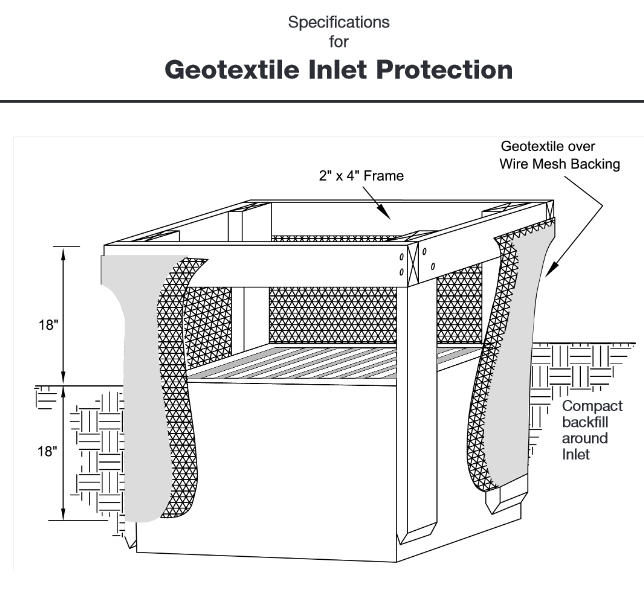 Specifications
for
Geotextile Inlet Protection
Geotextile over
Wire Mesh Backing
2" x 4" Frame
18"
18"
Compact
backfill
around
Inlet